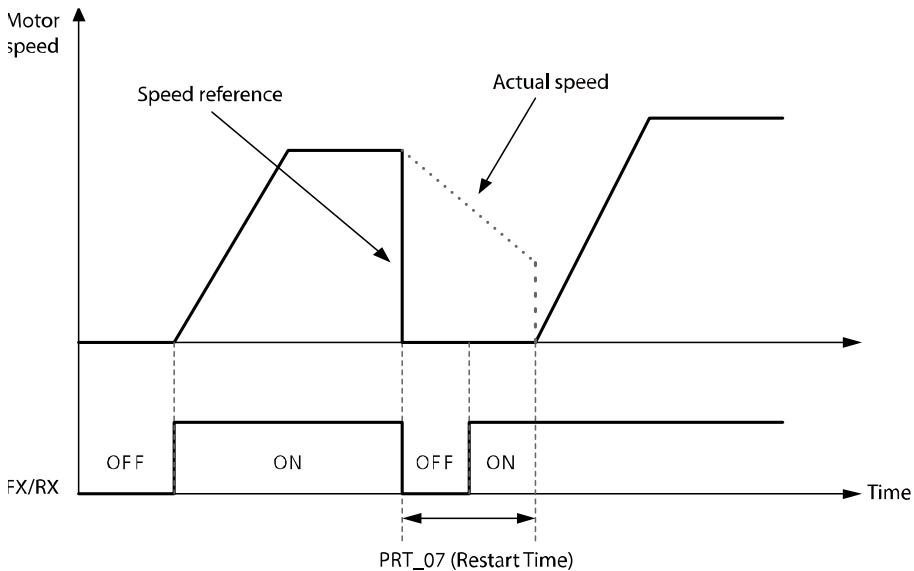 Motor
speed
Speed reference
Actual speed
OFF
ON
OFF
ON
FX/RX
Time
PRT_07 (Restart Time)